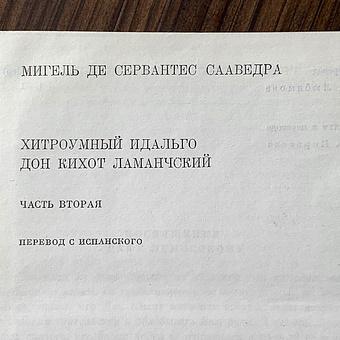 МИГЕЛЬ ДЕ СЕРВАНТЕС СААВЕДРА
ХИТРОУМНЫЙ ИДАЛЬГО
ДОН КИХОТ ЛАМАНЧСКИЙ
ЧАСТЬ ВТОРАЯ
ПЕРЕВОД С ИСПАНСКОГО